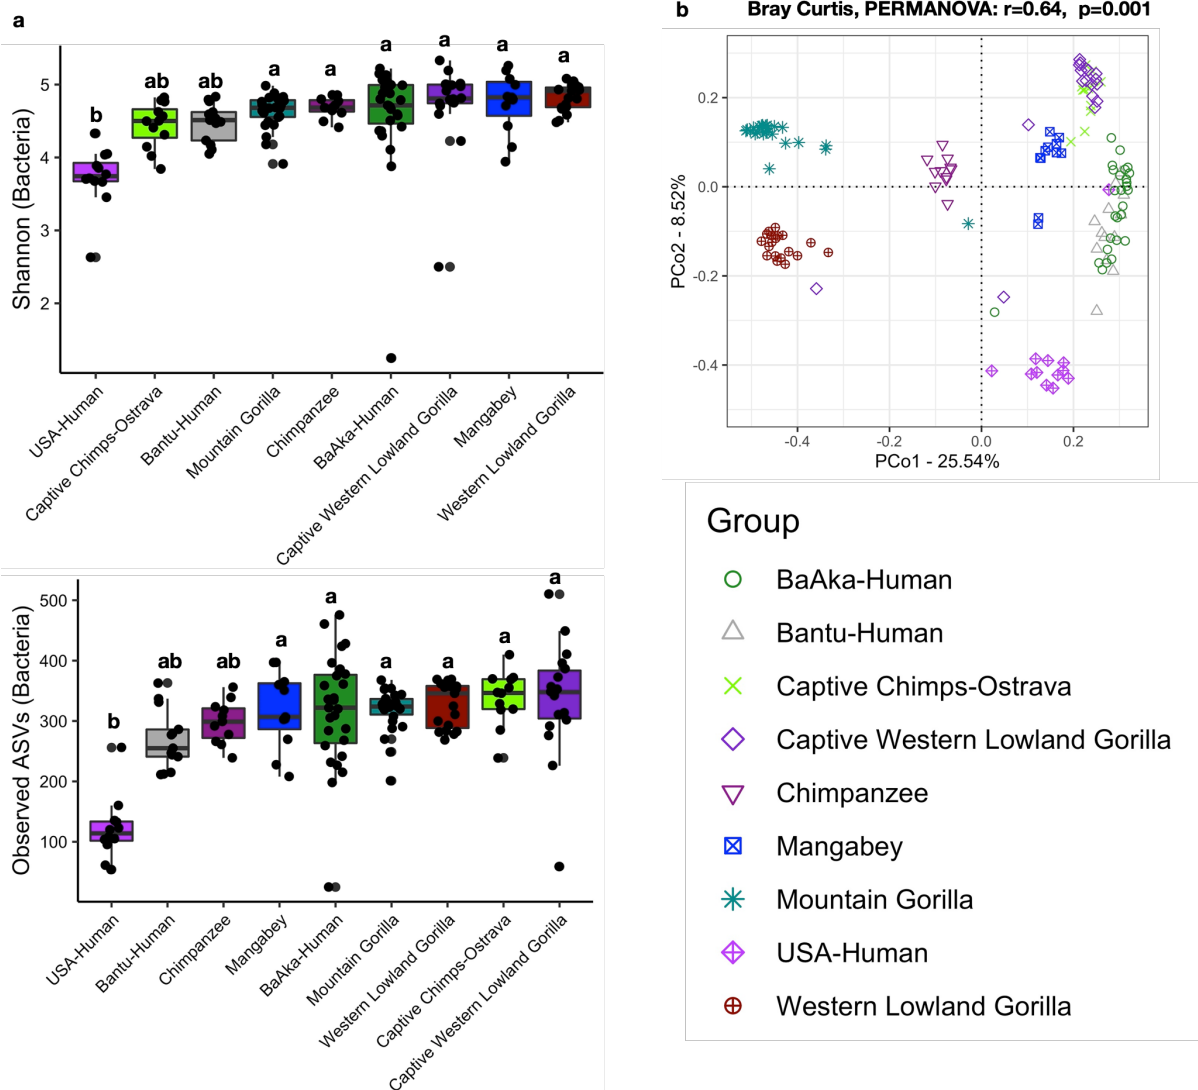 a
Shannon (Bacteria)
5
4
3
2
b
ab
ab
a
a
a
a
a
a
USA-Human
Captive Chimps-Ostrava
Bantu-Human
Mountain Gorilla
Chimpanzee
BaAka-Human
Captive Western Lowland Gorilla
Mangabey
Western Lowland Gorilla
Observed ASVs (Bacteria)
500
400
300
200
100
b
ab
ab
a
a
a
a
a
a
USA-Human
Bantu-Human
Chimpanzee
Mangabey
BaAka-Human
Mountain Gorilla
Western Lowland Gorilla
Captive Chimps-Ostrava
Captive Western Lowland Gorilla
b Bray Curtis, PERMANOVA: r=0.64, p=0.001
PCo2 - 8.52%
0.2
0.0
-0.2
-0.4
-0.4 -0.2 0.0 0.2
PCo1 - 25.54%
Group
BaAka-Human
Bantu-Human
Captive Chimps-Ostrava
Captive Western Lowland Gorilla
Chimpanzee
Mangabey
Mountain Gorilla
USA-Human
Western Lowland Gorilla